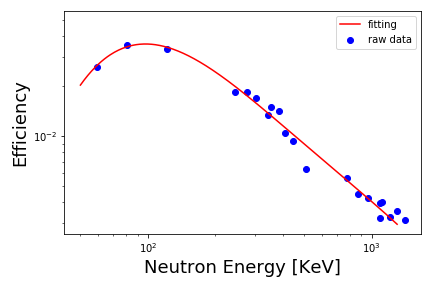 fitting
raw data
Efficiency
10⁻²
10² 10³
Neutron Energy [KeV]